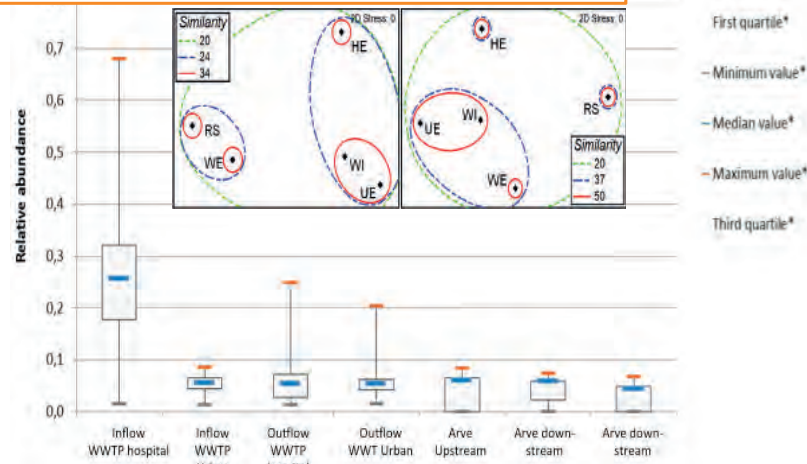 Similarity
20
24
34
2D Stress: 0
HE
RS
WE
WI
UE
2D Stress: 0
HE
RS
WI
UE
WE
Similarity
20
37
50
First quartile*
Minimum value*
Median value*
Maximum value*
Third quartile*
Relative abundance
0,7
0,6
0,5
0,4
0,3
0,2
0,1
0,0
Inflow
WWTP hospital
Inflow
WWTP
Outflow
WWTP
Outflow
WWT Urban
Arve
Upstream
Arve down-
stream
Arve down-
stream